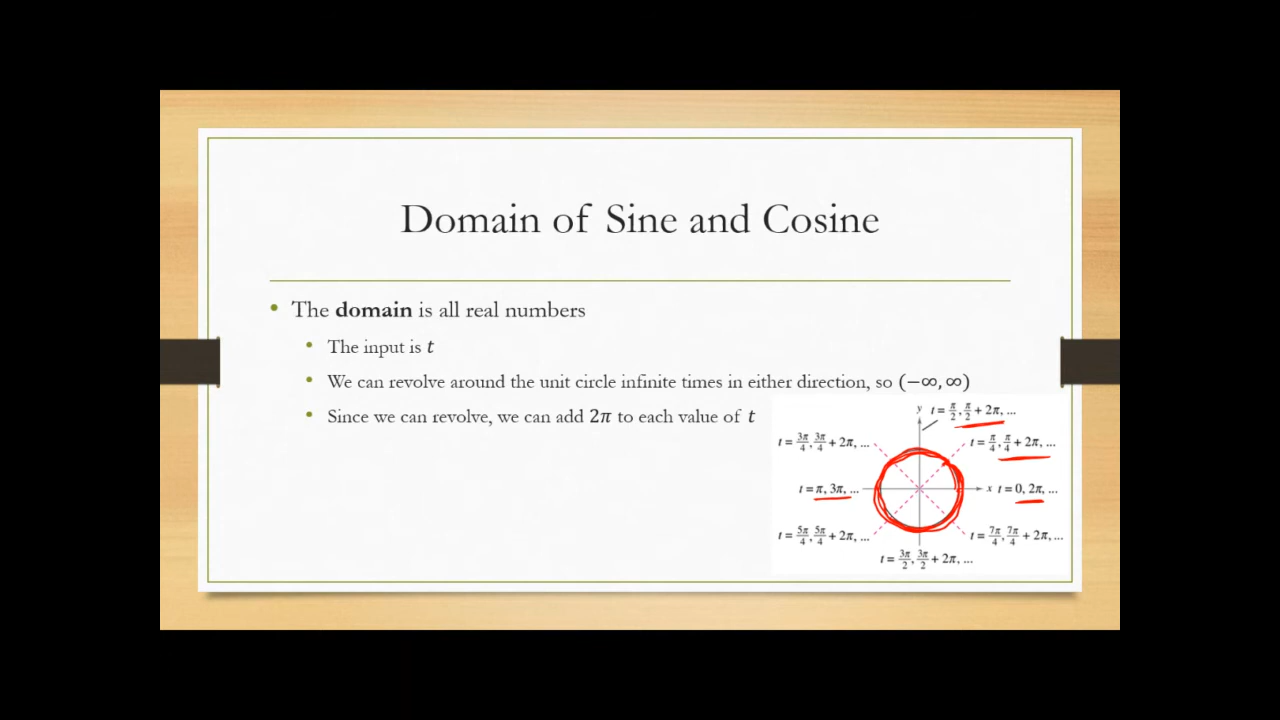 Domain of Sine and Cosine
• The domain is all real numbers
• The input is t
• We can revolve around the unit circle infinite times in either direction, so (−∞, ∞)
• Since we can revolve, we can add 2π to each value of t
y t = π/2, π/2 + 2π, ...
t = 3π/4, 3π/4 + 2π, ...
t = π/4, π/4 + 2π, ...
t = π, 3π, ...
x t = 0, 2π, ...
t = 5π/4, 5π/4 + 2π, ...
t = 7π/4, 7π/4 + 2π, ...
t = 3π/2, 3π/2 + 2π, ...